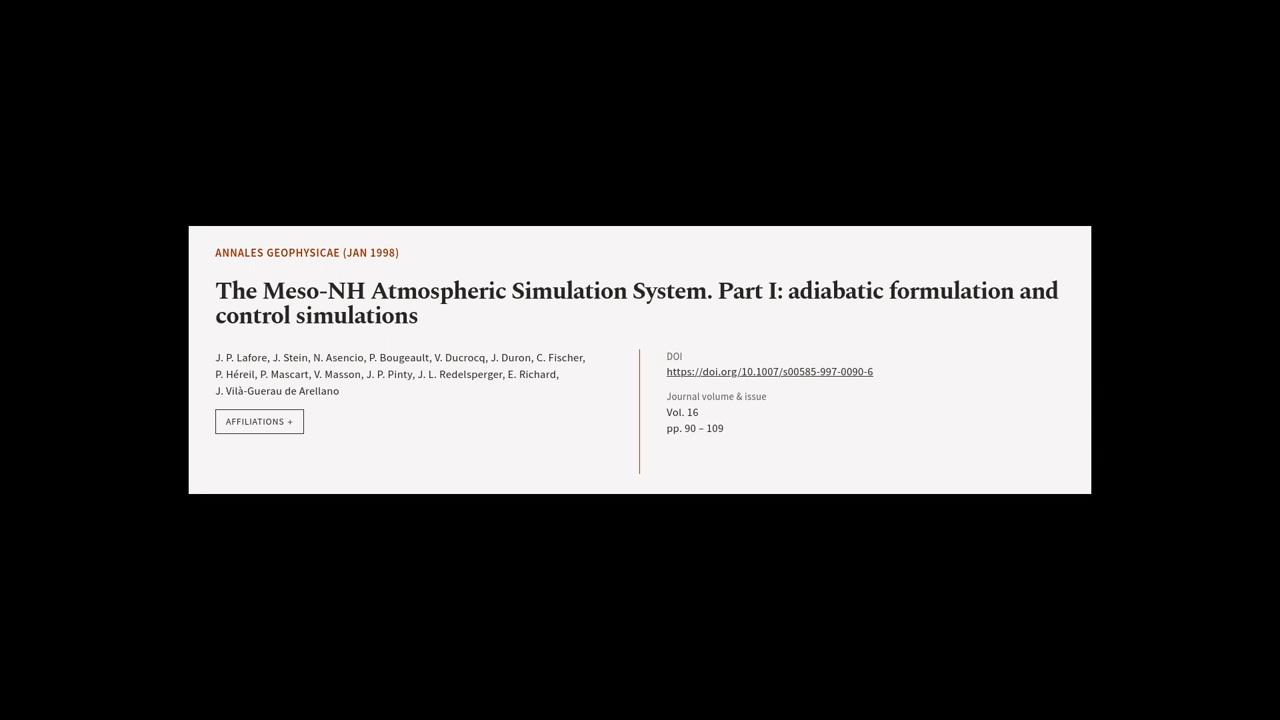 ANNALES GEOPHYSICAE (JAN 1998)
The Meso-NH Atmospheric Simulation System. Part I: adiabatic formulation and
control simulations
J. P. Lafore, J. Stein, N. Asencio, P. Bougeault, V. Ducrocq, J. Duron, C. Fischer,
P. Héreil, P. Mascart, V. Masson, J. P. Pinty, J. L. Redelsperger, E. Richard,
J. Vilà-Guerau de Arellano
AFFILIATIONS +
DOI
https://doi.org/10.1007/s00585-997-0090-6
Journal volume & issue
Vol. 16
pp. 90 – 109